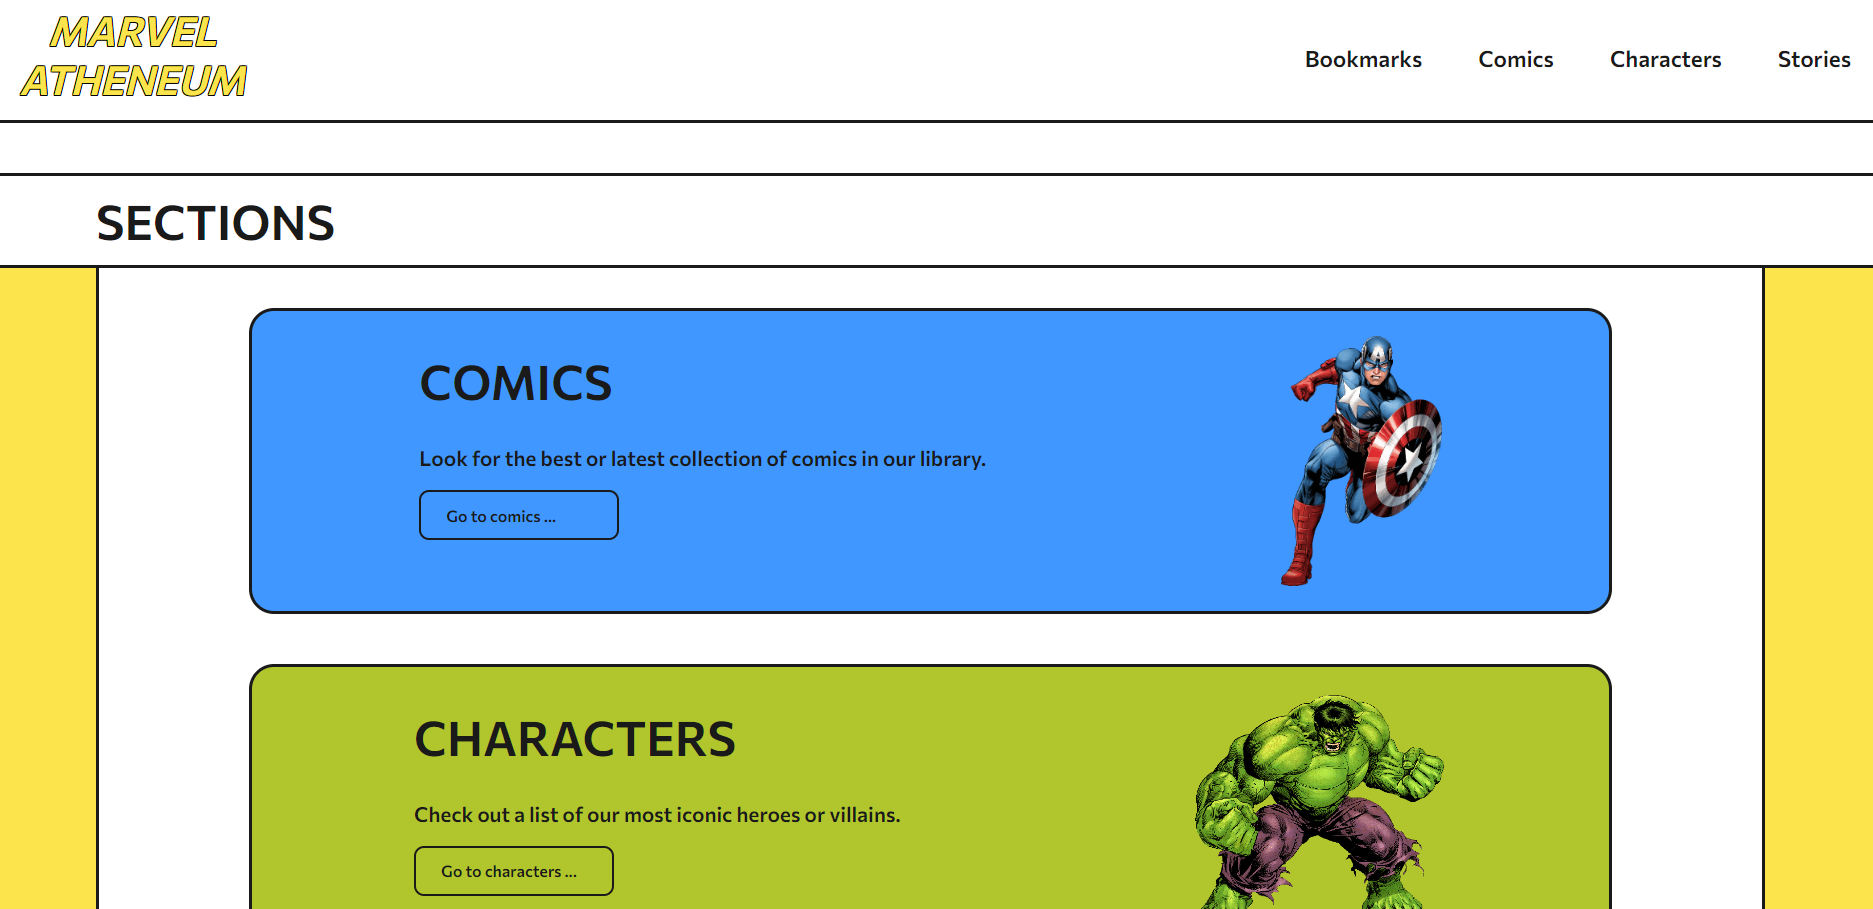 MARVEL
ATHENEUM
Bookmarks
Comics
Characters
Stories
SECTIONS
COMICS
Look for the best or latest collection of comics in our library.
Go to comics ...
CHARACTERS
Check out a list of our most iconic heroes or villains.
Go to characters ...